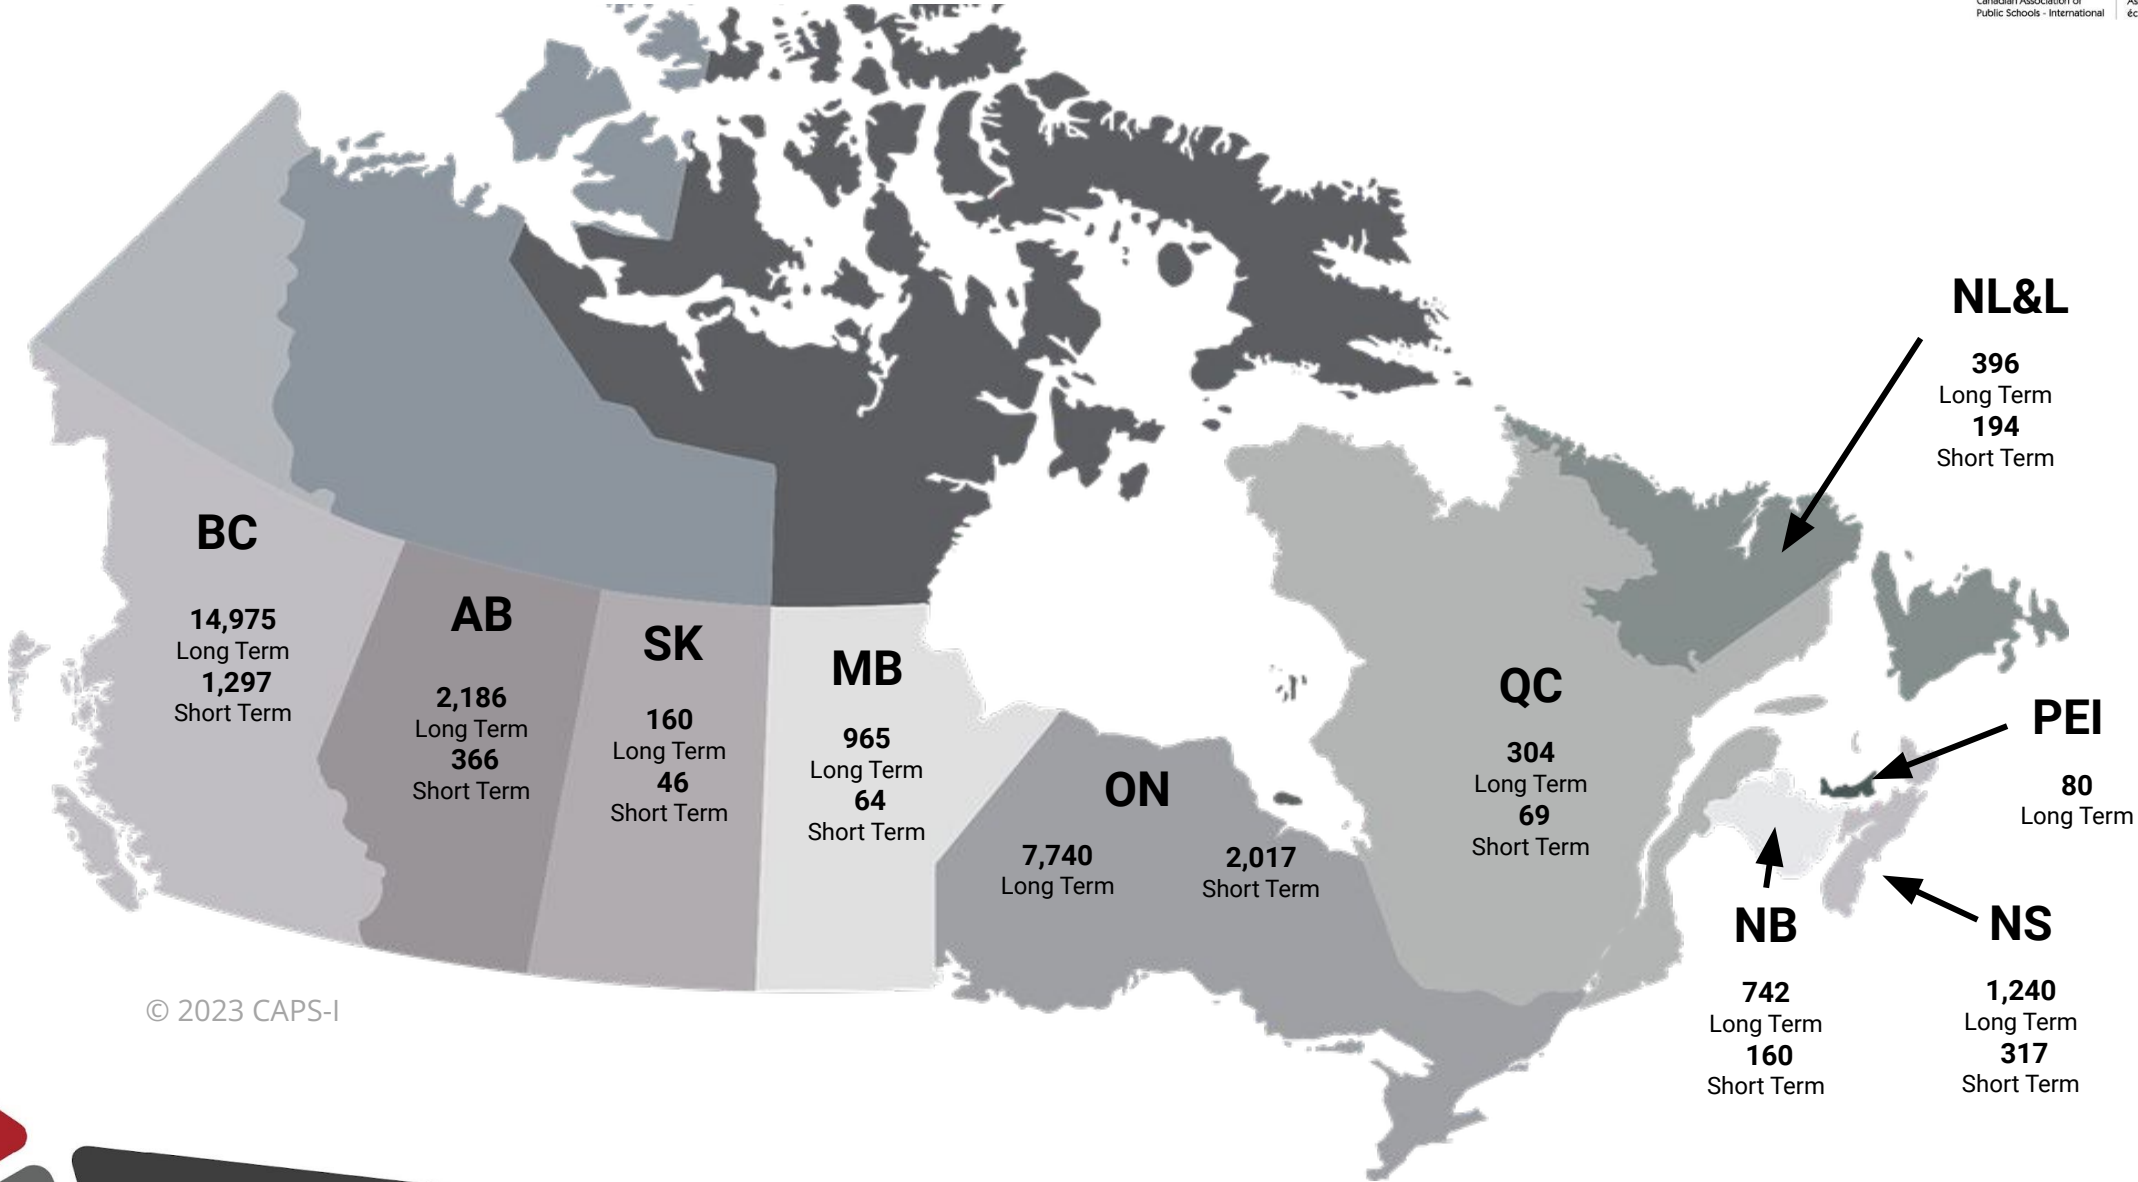 Canadian Association of
Public Schools - International
NL&L
396
Long Term
194
Short Term
BC
14,975
Long Term
1,297
Short Term
AB
2,186
Long Term
366
Short Term
SK
160
Long Term
46
Short Term
MB
965
Long Term
64
Short Term
ON
7,740
Long Term
2,017
Short Term
QC
304
Long Term
69
Short Term
PEI
80
Long Term
NB
742
Long Term
160
Short Term
NS
1,240
Long Term
317
Short Term
© 2023 CAPS-I